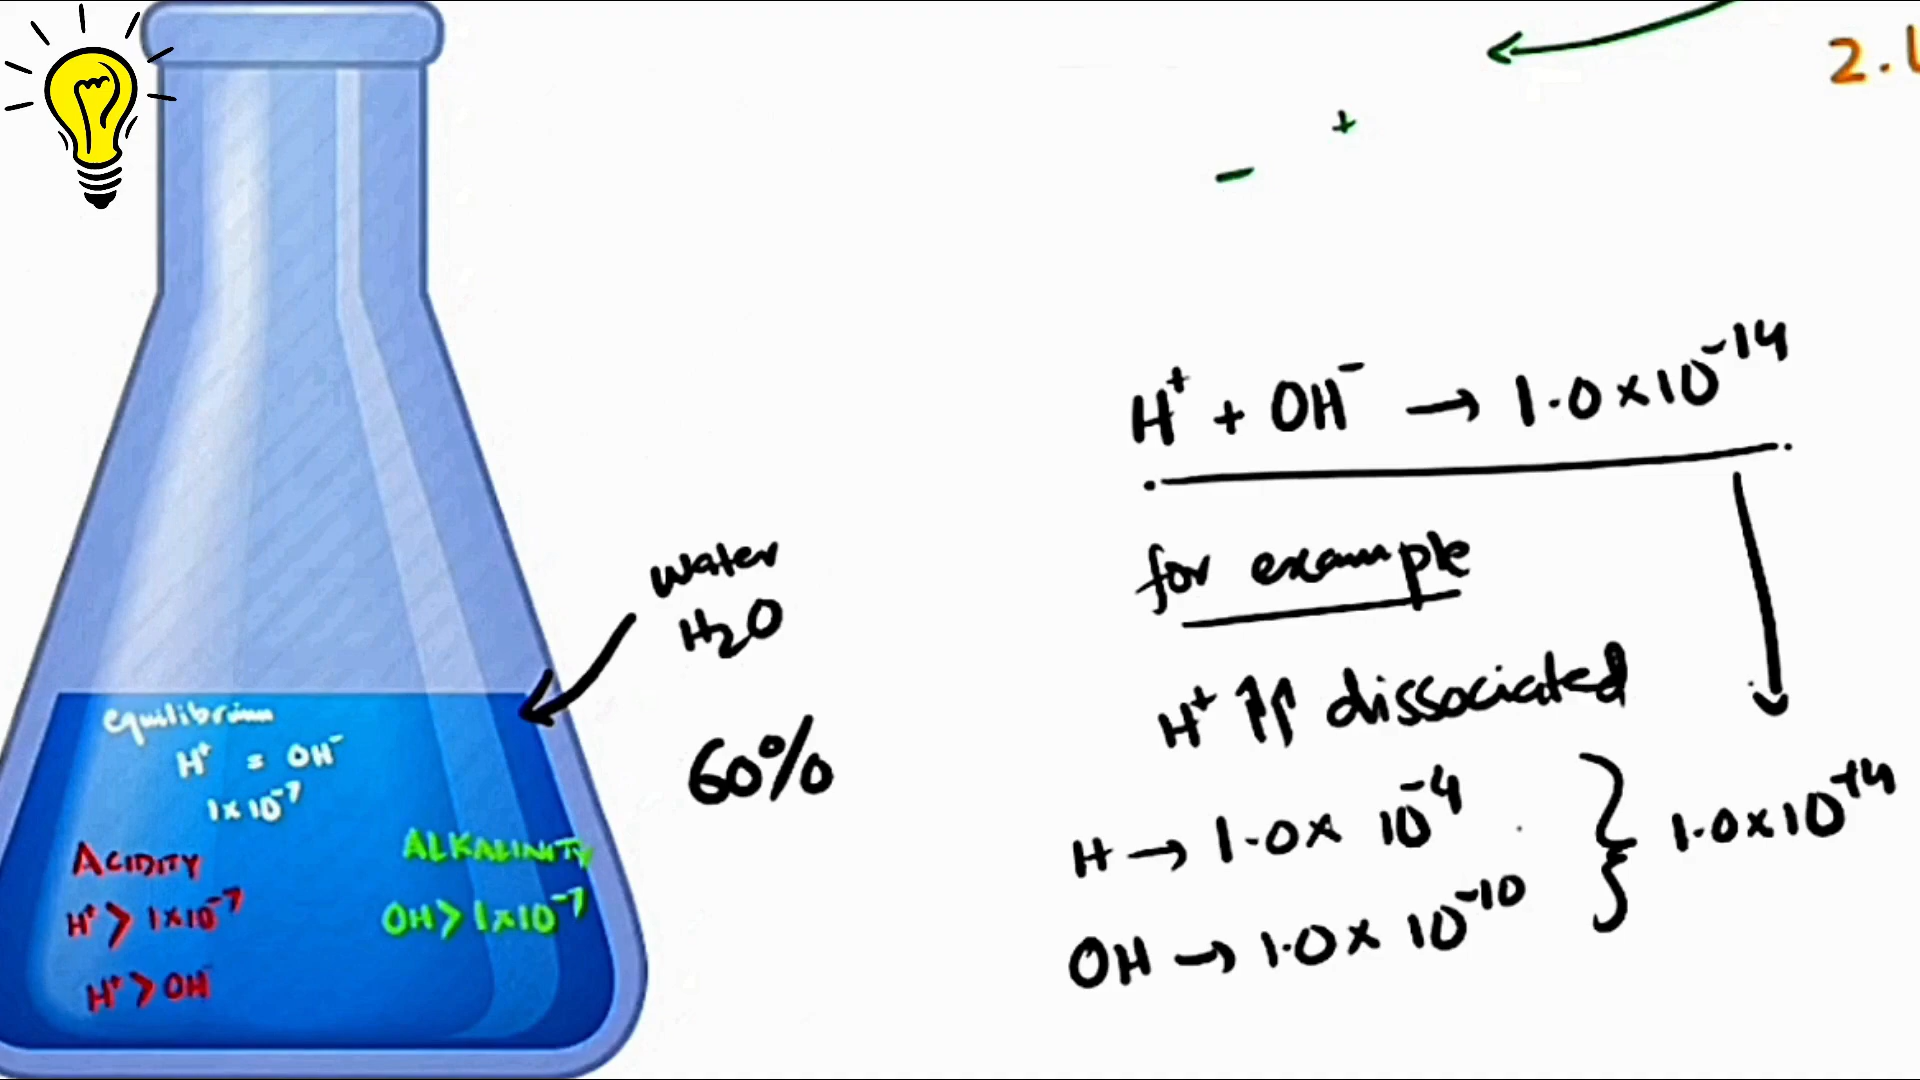 2.
-
+
H⁺ + OH⁻ → 1.0×10⁻¹⁴
for example
H⁺ ↑↑ dissociated
H → 1.0× 10⁻⁴
OH → 1.0× 10⁻¹⁰
} 1.0×10⁻¹⁴
water
H₂O
60%
equilibrium
H⁺ = OH⁻
1×10⁻⁷
ACIDITY
H⁺ > 1×10⁻⁷
H⁺ > OH⁻
ALKALINITY
OH > 1×10⁻⁷